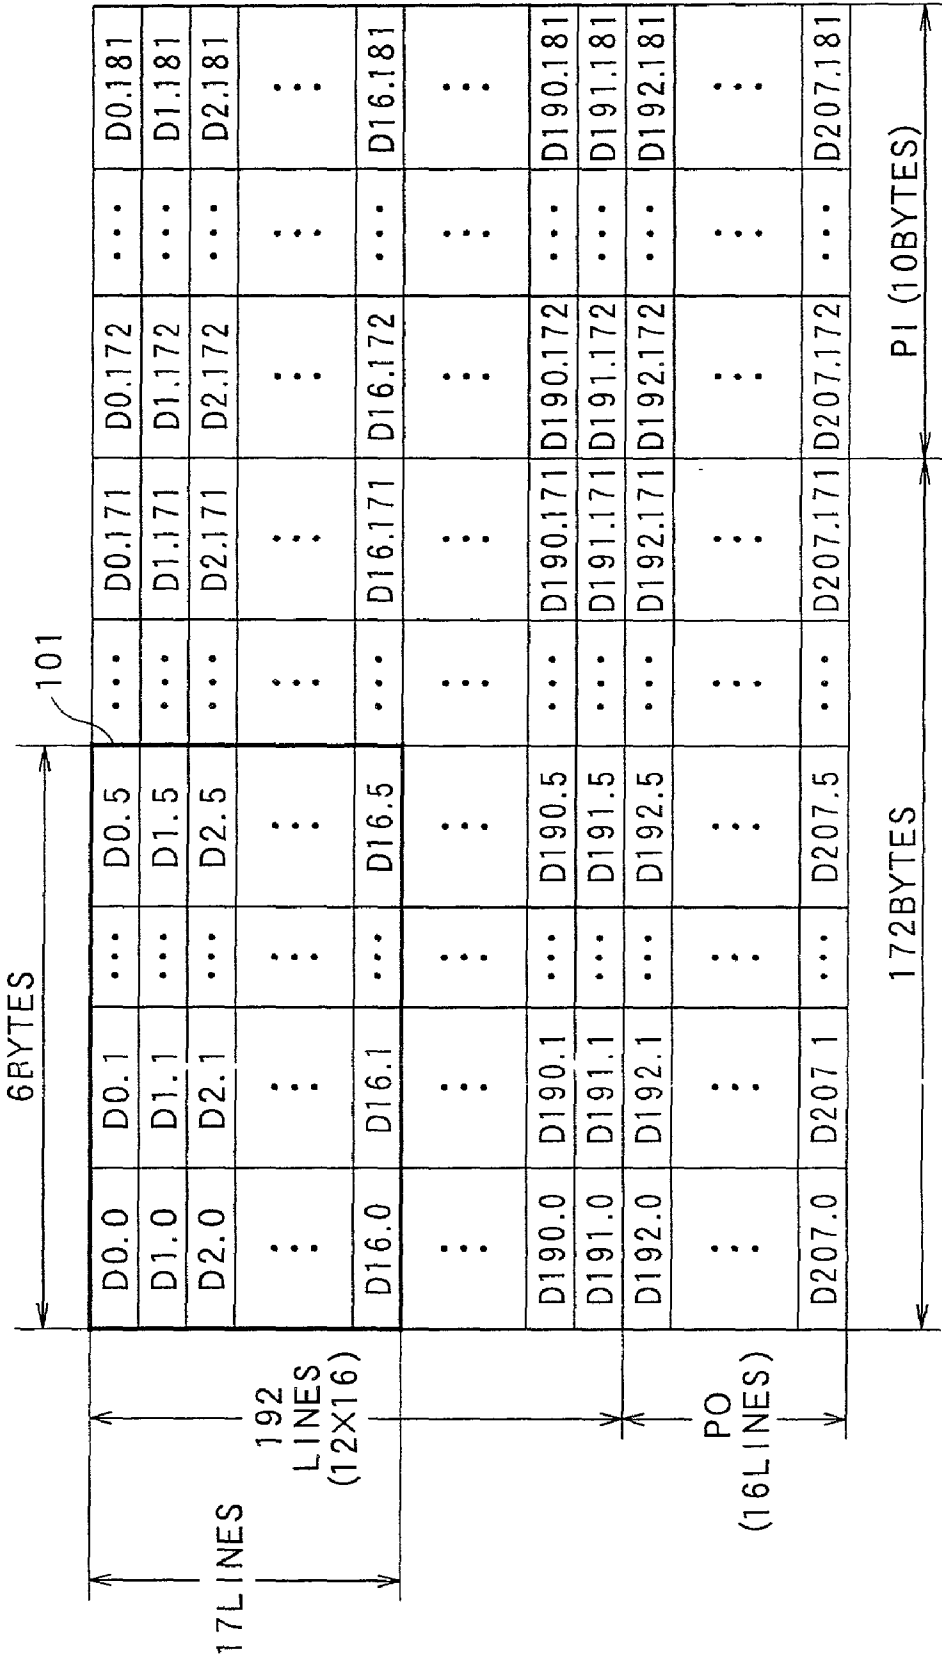 6BYTES
101
D0.0 D0.1 ... D0.5 ... D0.171 D0.172 ... D0.181
D1.0 D1.1 ... D1.5 ... D1.171 D1.172 ... D1.181
D2.0 D2.1 ... D2.5 ... D2.171 D2.172 ... D2.181
... ... ... ... ... ... ... ... ...
D16.0 D16.1 ... D16.5 ... D16.171 D16.172 ... D16.181
... ... ... ... ... ... ... ... ...
D190.0 D190.1 ... D190.5 ... D190.171 D190.172 ... D190.181
D191.0 D191.1 ... D191.5 ... D191.171 D191.172 ... D191.181
D192.0 D192.1 ... D192.5 ... D192.171 D192.172 ... D192.181
... ... ... ... ... ... ... ... ...
D207.0 D207 1 ... D207.5 ... D207.171 D207.172 ... D207.181
17LINES
192
LINES
(12X16)
PO
(16LINES)
172BYTES
PI (10BYTES)